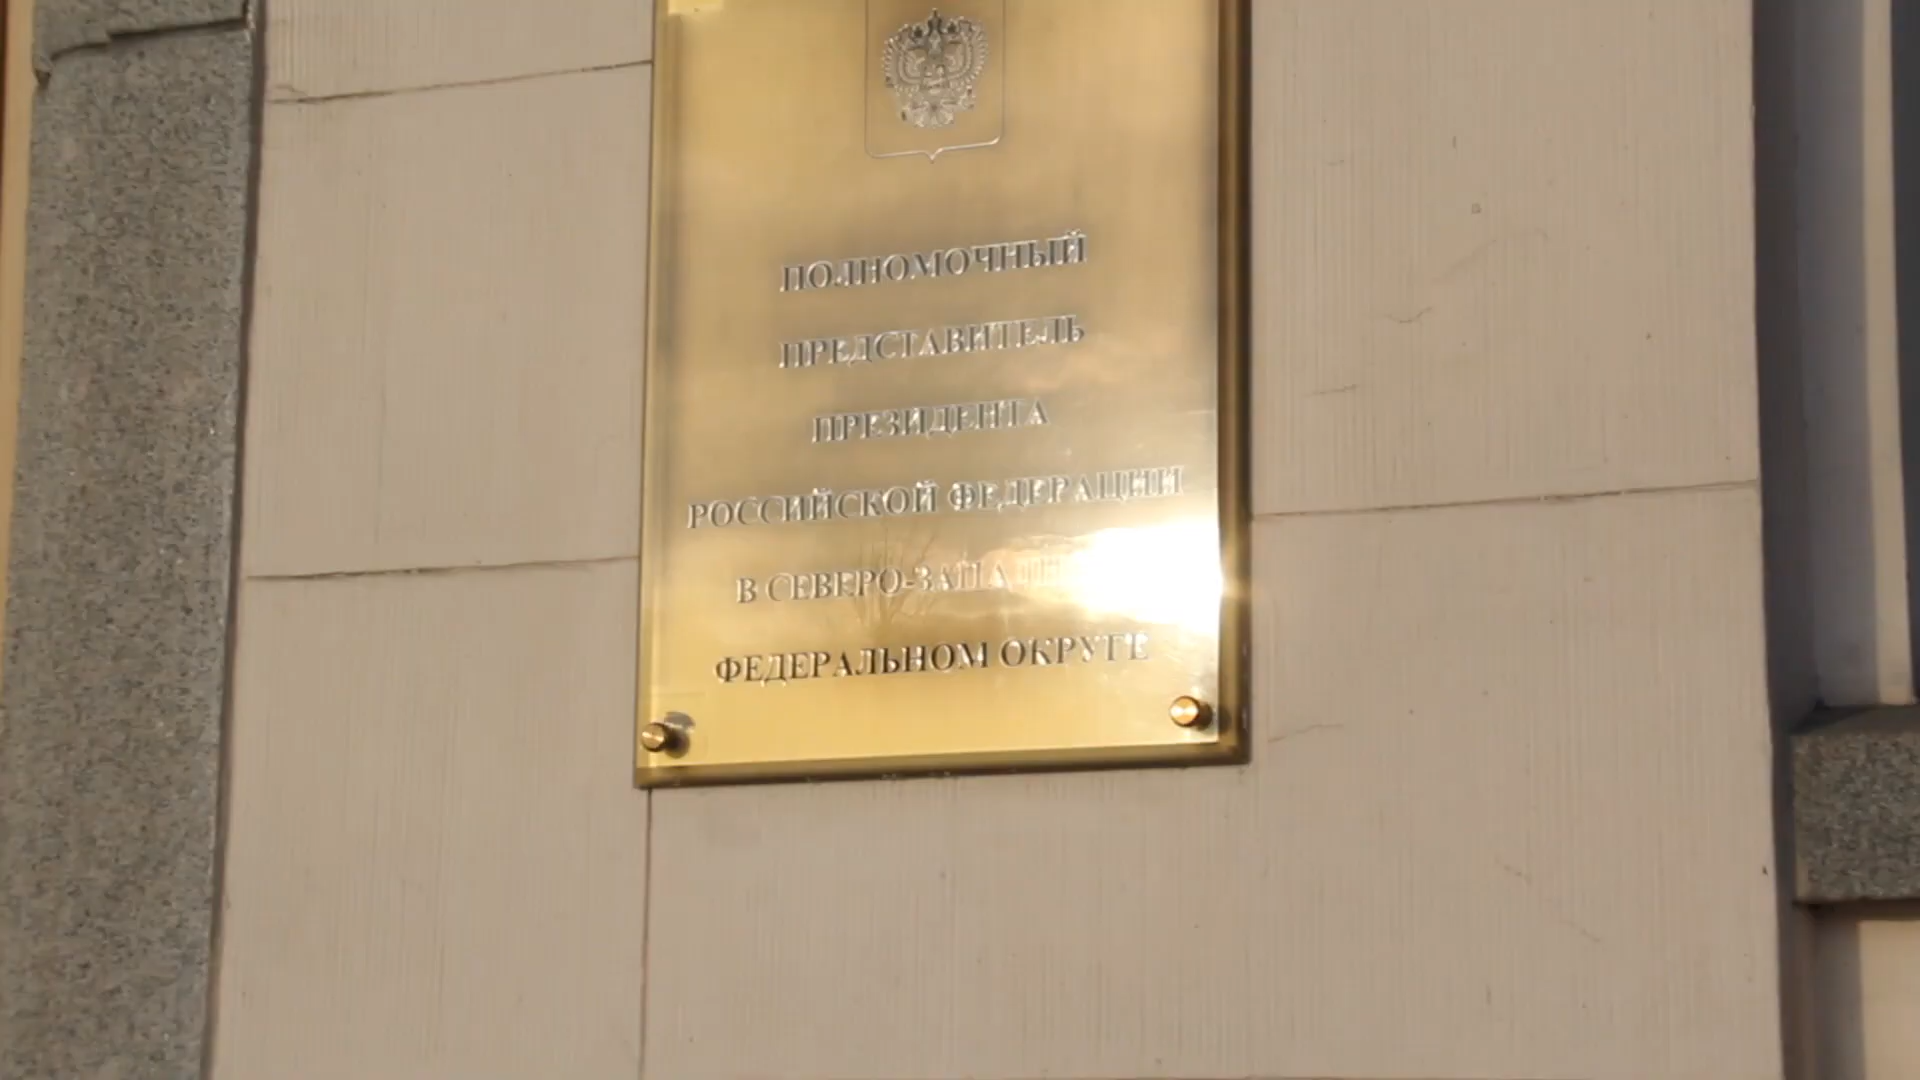 ПОЛНОМОЧНЫЙ
ПРЕДСТАВИТЕЛЬ
ПРЕЗИДЕНТА
РОССИЙСКОЙ ФЕДЕРАЦИИ
В
ФЕДЕРАЛЬНОМ ОКРУГЕ